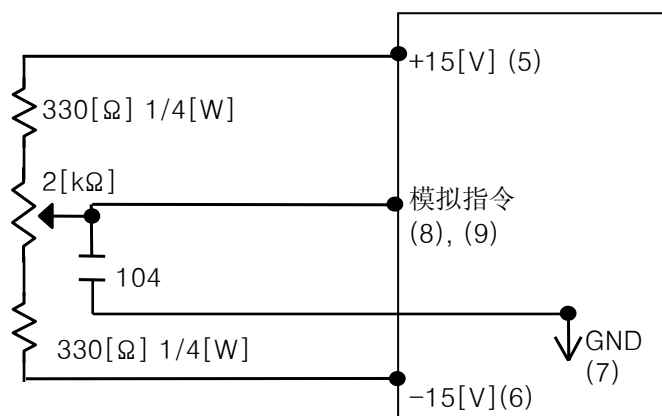 +15[V] (5)
330[Ω] 1/4[W]
2[kΩ]
模拟指令
(8), (9)
104
330[Ω] 1/4[W]
GND
(7)
-15[V](6)